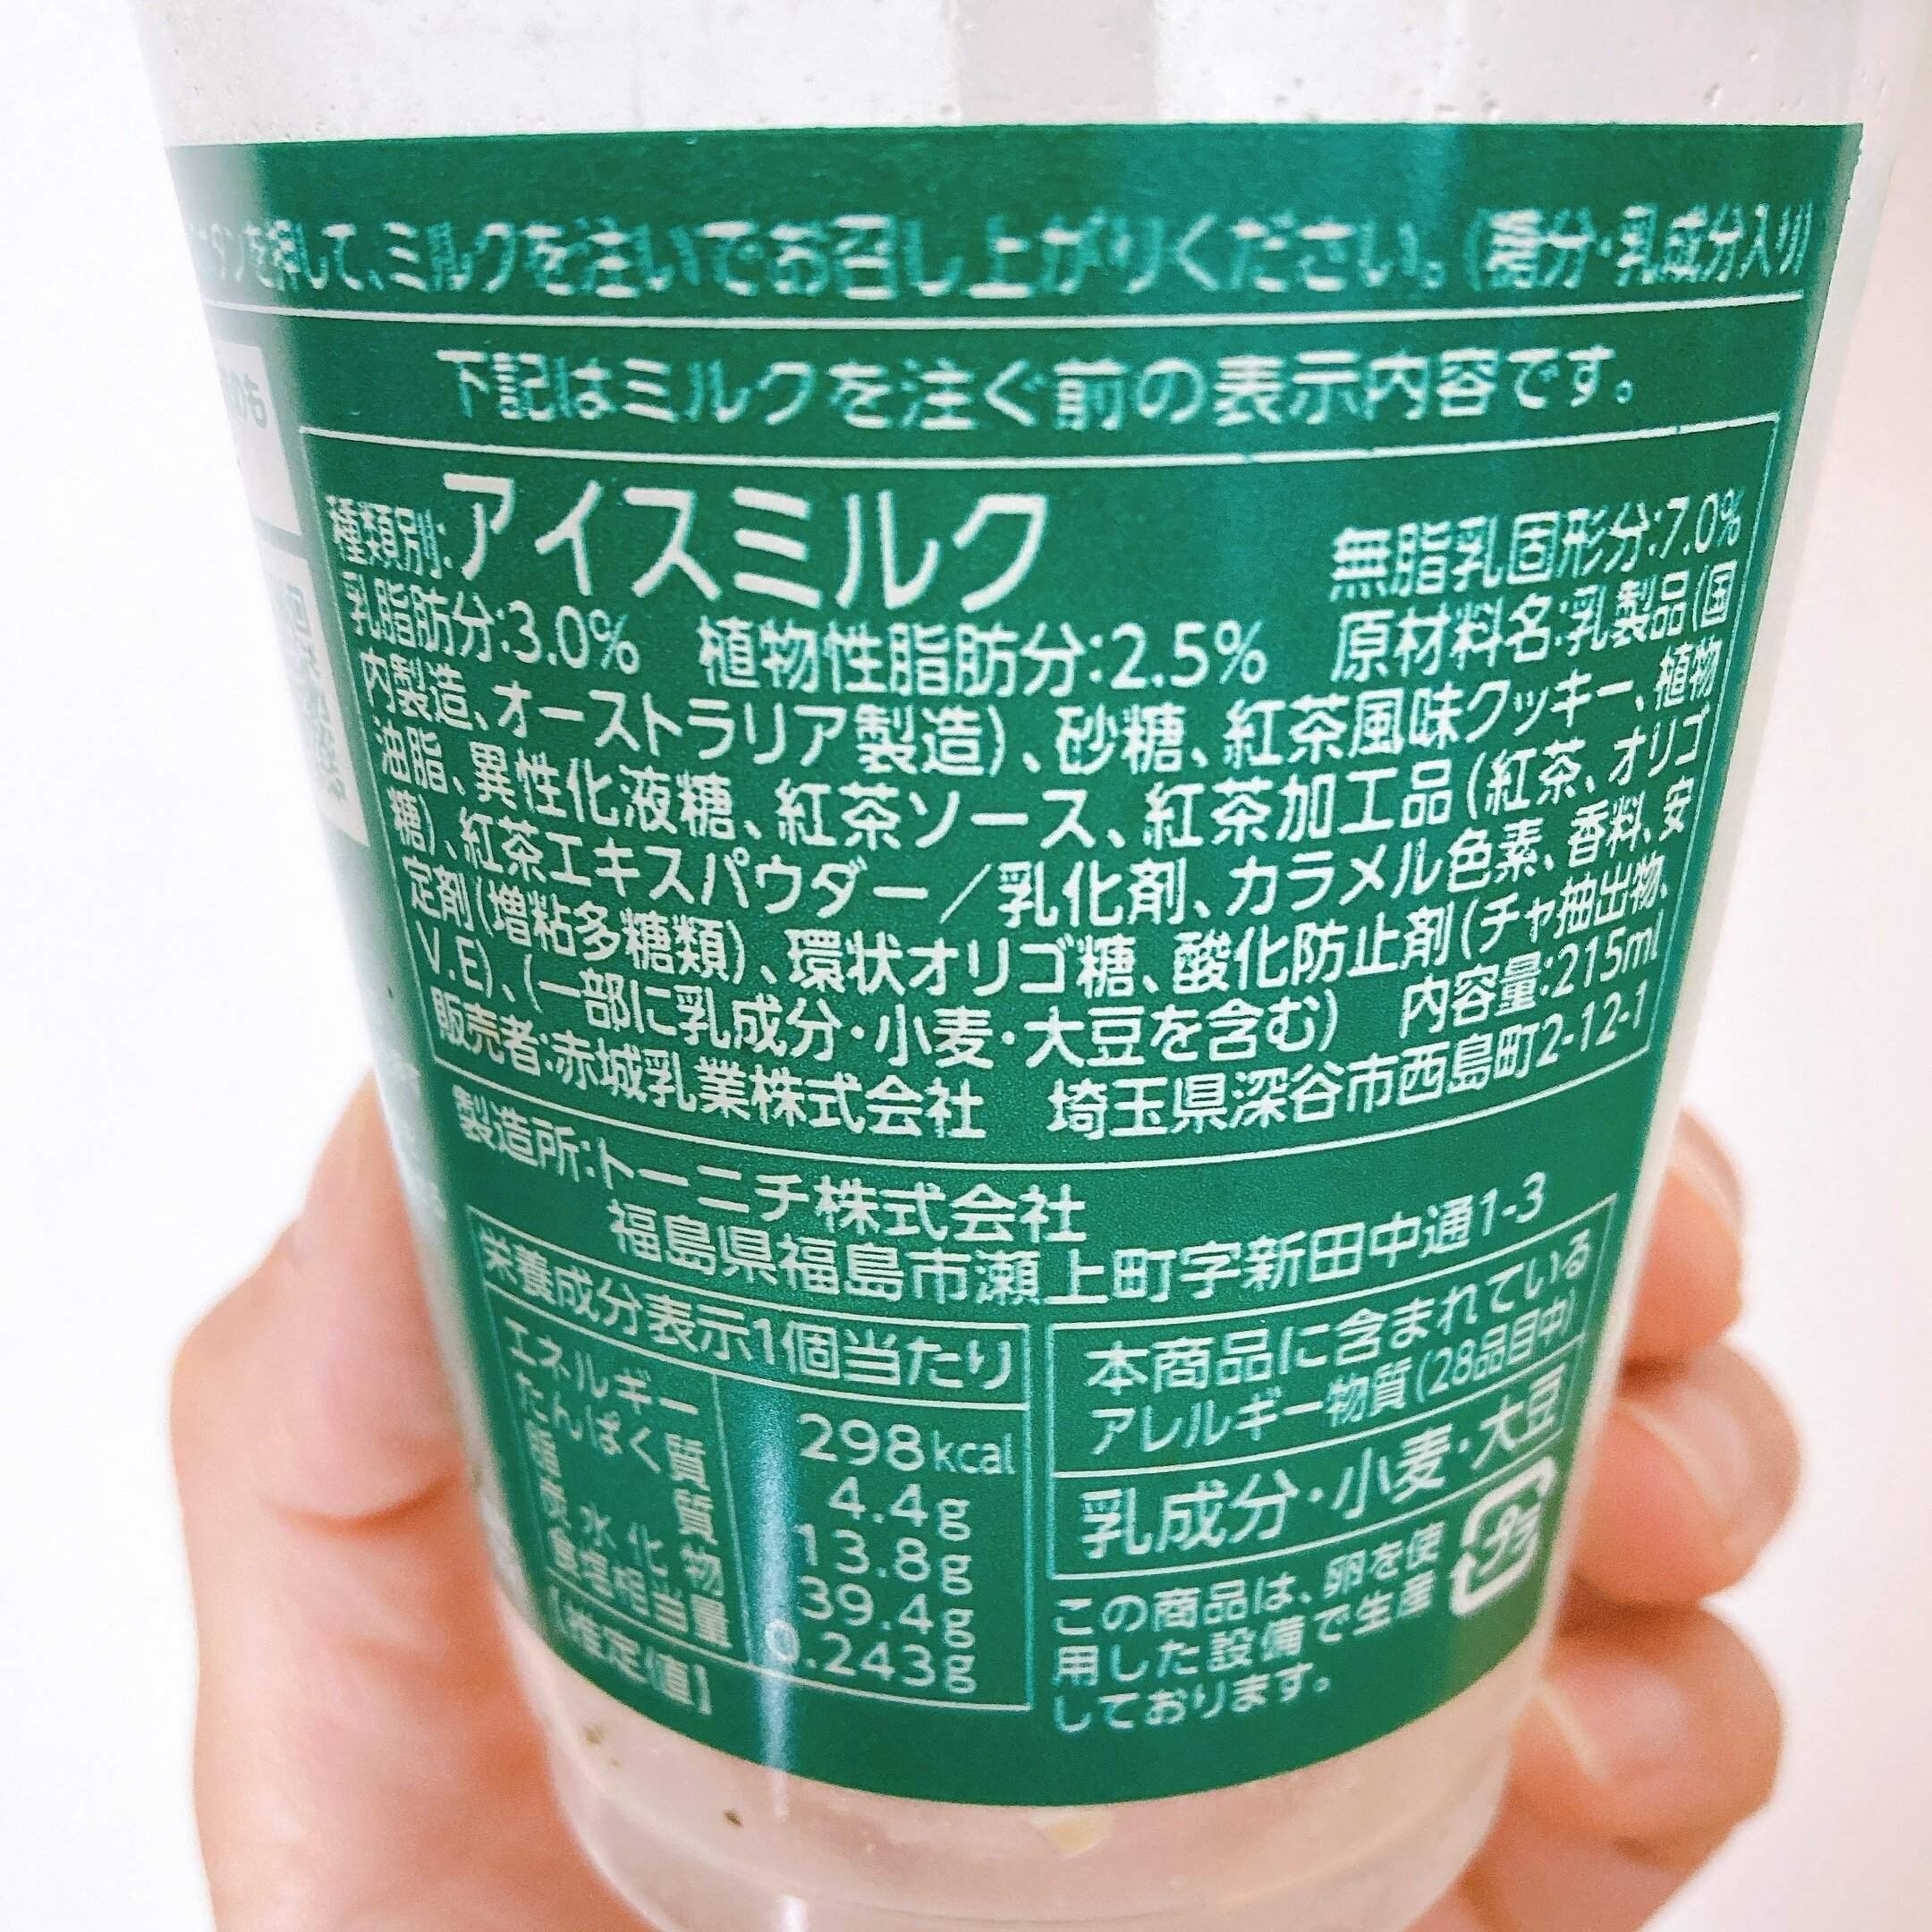 タンを押して、ミルクを注いでお召し上がりください。(糖分・乳成分入り)
下記はミルクを注ぐ前の表示内容です。
種類別:アイスミルク 無脂乳固形分:7.0%
乳脂肪分:3.0% 植物性脂肪分:2.5% 原材料名:乳製品(国
内製造、オーストラリア製造)、砂糖、紅茶風味クッキー、植物
油脂、異性化液糖、紅茶ソース、紅茶加工品(紅茶、オリゴ
糖)、紅茶エキスパウダー/乳化剤、カラメル色素、香料、安
定剤(増粘多糖類)、環状オリゴ糖、酸化防止剤(チャ抽出物、
V.E)、(一部に乳成分・小麦・大豆を含む) 内容量:215ml
販売者:赤城乳業株式会社 埼玉県深谷市西島町2-12-1
製造所:トーニチ株式会社
福島県福島市瀬上町字新田中通1-3
栄養成分表示1個当たり
エネルギー 298kcal
たんぱく質 4.4g
脂質 13.8g
炭水化物 39.4g
食塩相当量 0.243g
【推定値】
本商品に含まれている
アレルギー物質(28品目中)
乳成分・小麦・大豆
この商品は、卵を使
用した設備で生産
しております。
プラ